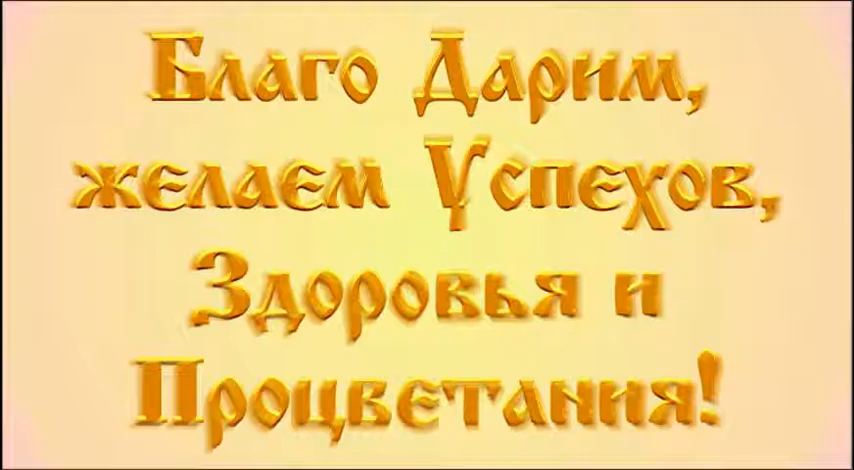 Благо Дарим,
желаем Успехов,
Здоровья и
Процветания!